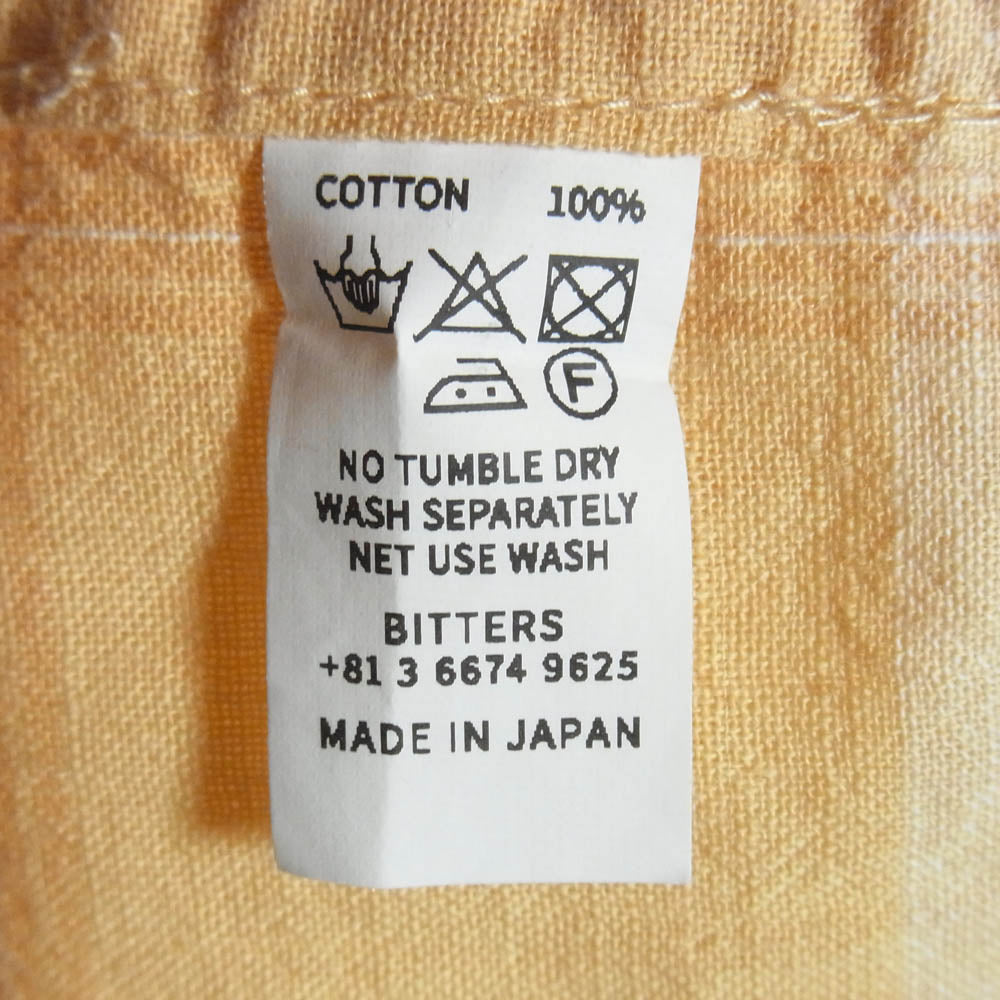 COTTON 100%
F
NO TUMBLE DRY
WASH SEPARATELY
NET USE WASH
BITTERS
+81 3 6674 9625
MADE IN JAPAN